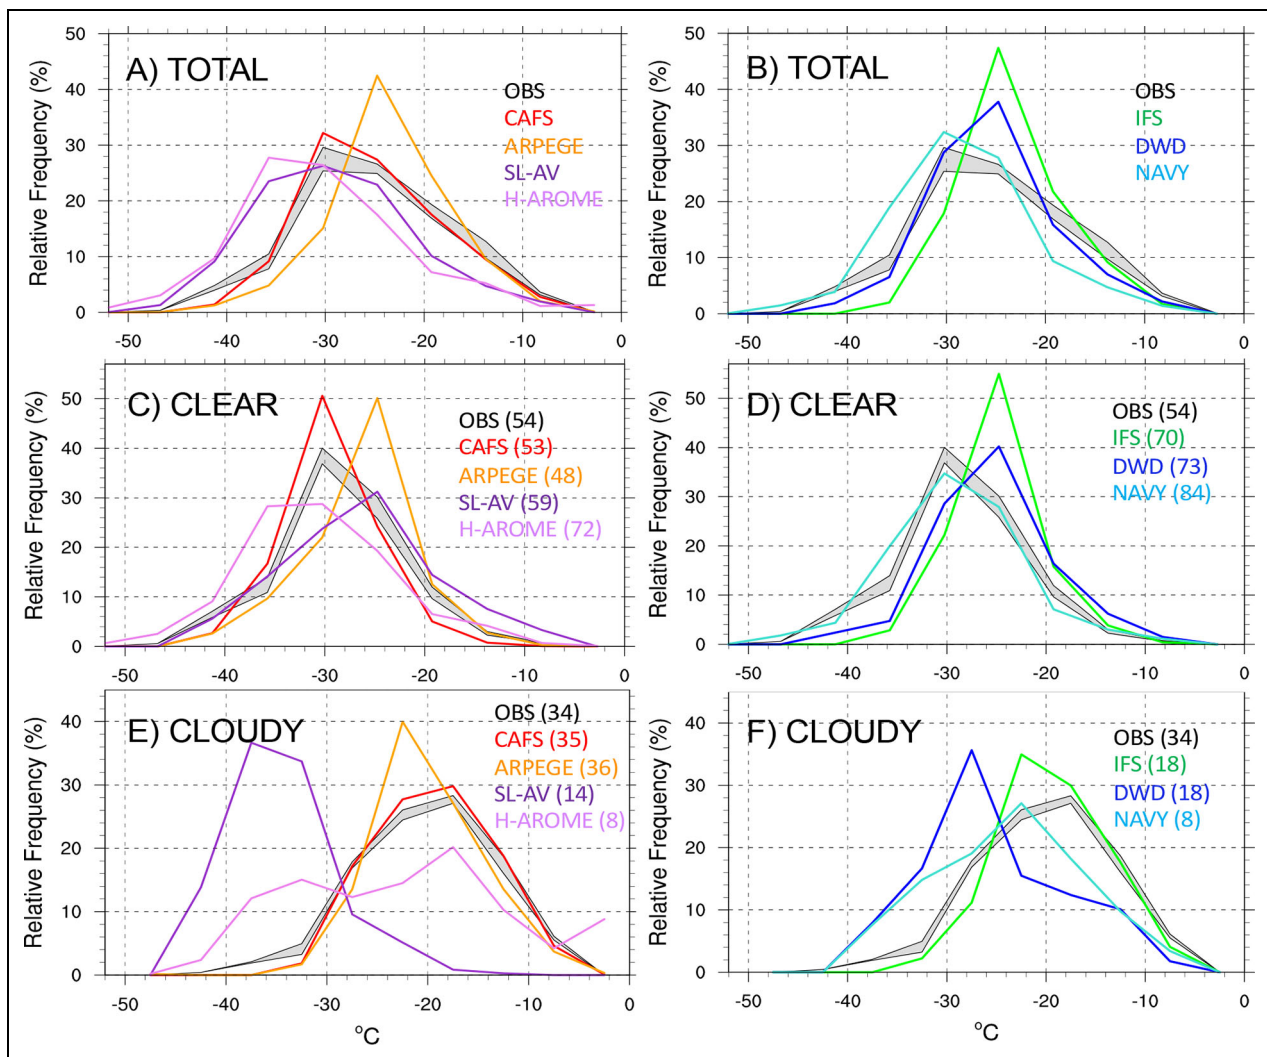 A) TOTAL
OBS
CAFS
ARPEGE
SL-AV
H-AROME
Relative Frequency (%)
50
40
30
20
10
0
-50
-40
-30
-20
-10
0
B) TOTAL
OBS
IFS
DWD
NAVY
Relative Frequency (%)
50
40
30
20
10
0
-50
-40
-30
-20
-10
0
C) CLEAR
OBS (54)
CAFS (53)
ARPEGE (48)
SL-AV (59)
H-AROME (72)
Relative Frequency (%)
50
40
30
20
10
0
-50
-40
-30
-20
-10
0
D) CLEAR
OBS (54)
IFS (70)
DWD (73)
NAVY (84)
Relative Frequency (%)
50
40
30
20
10
0
-50
-40
-30
-20
-10
0
E) CLOUDY
OBS (34)
CAFS (35)
ARPEGE (36)
SL-AV (14)
H-AROME (8)
Relative Frequency (%)
40
30
20
10
0
-50
-40
-30
-20
-10
0
°C
F) CLOUDY
OBS (34)
IFS (18)
DWD (18)
NAVY (8)
Relative Frequency (%)
40
30
20
10
0
-50
-40
-30
-20
-10
0
°C